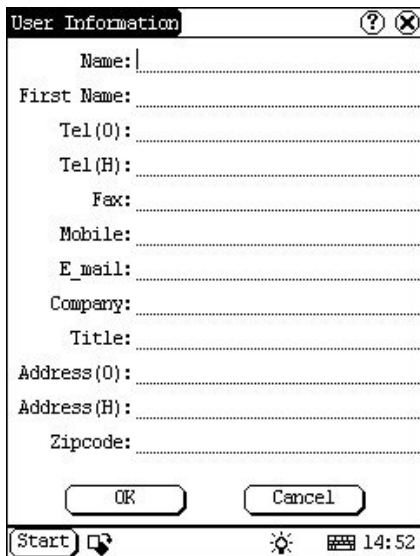 User Information ?
Name:
First Name:
Tel(O):
Tel(H):
Fax:
Mobile:
E_mail:
Company:
Title:
Address(O):
Address(H):
Zipcode:
OK Cancel
Start 14:52